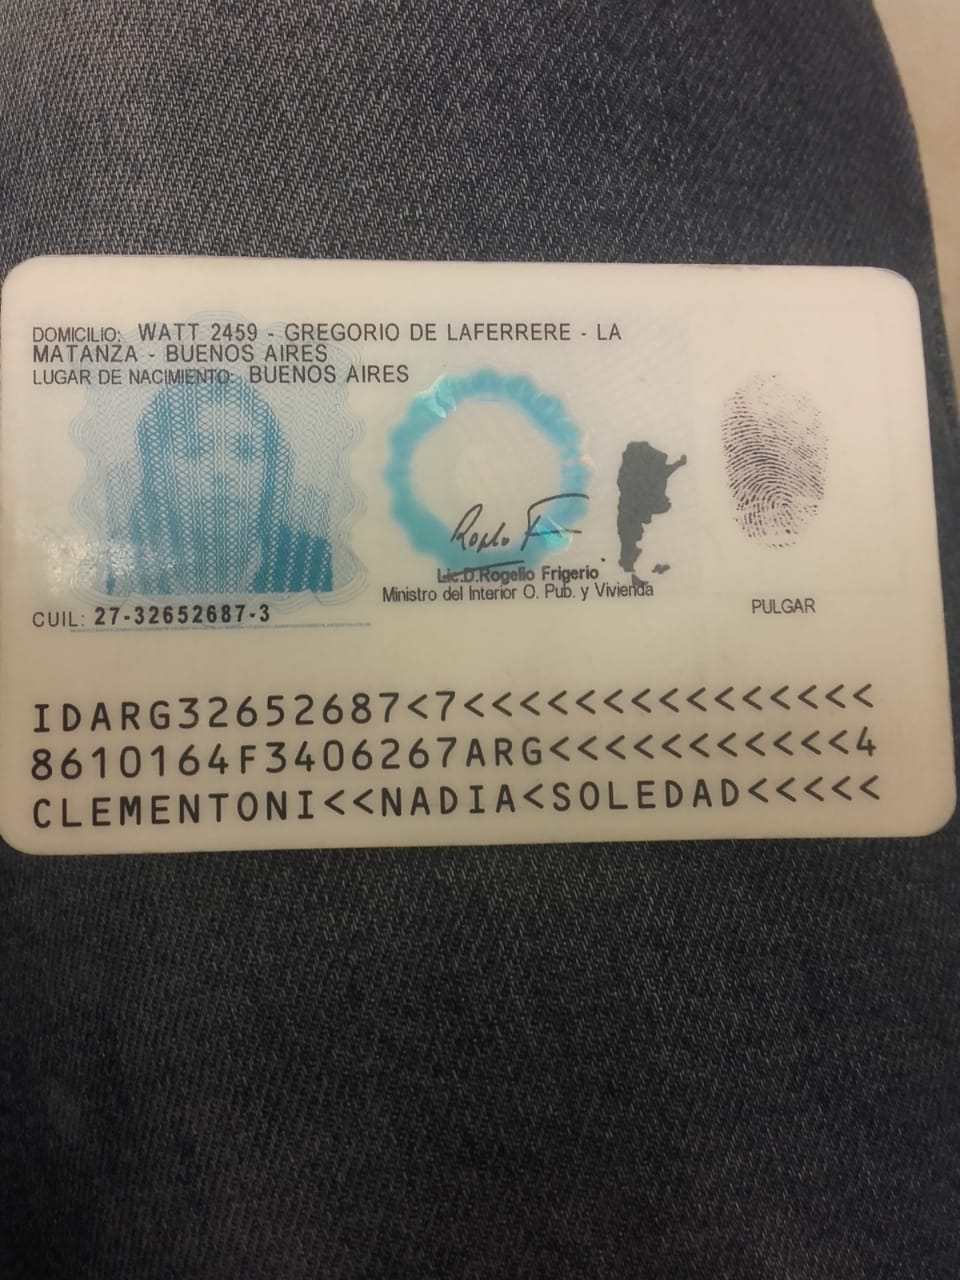 DOMICILIO: WATT 2459 - GREGORIO DE LAFERRERE - LA
MATANZA - BUENOS AIRES
LUGAR DE NACIMIENTO: BUENOS AIRES
Lic.D.Rogelio Frigerio
Ministro del Interior O. Pub. y Vivienda
PULGAR
CUIL: 27-32652687-3
IDARG32652687<7<<<<<<<<<<<<<<<
8610164F3406267ARG<<<<<<<<<<<4
CLEMENTONI<<NADIA<SOLEDAD<<<<<